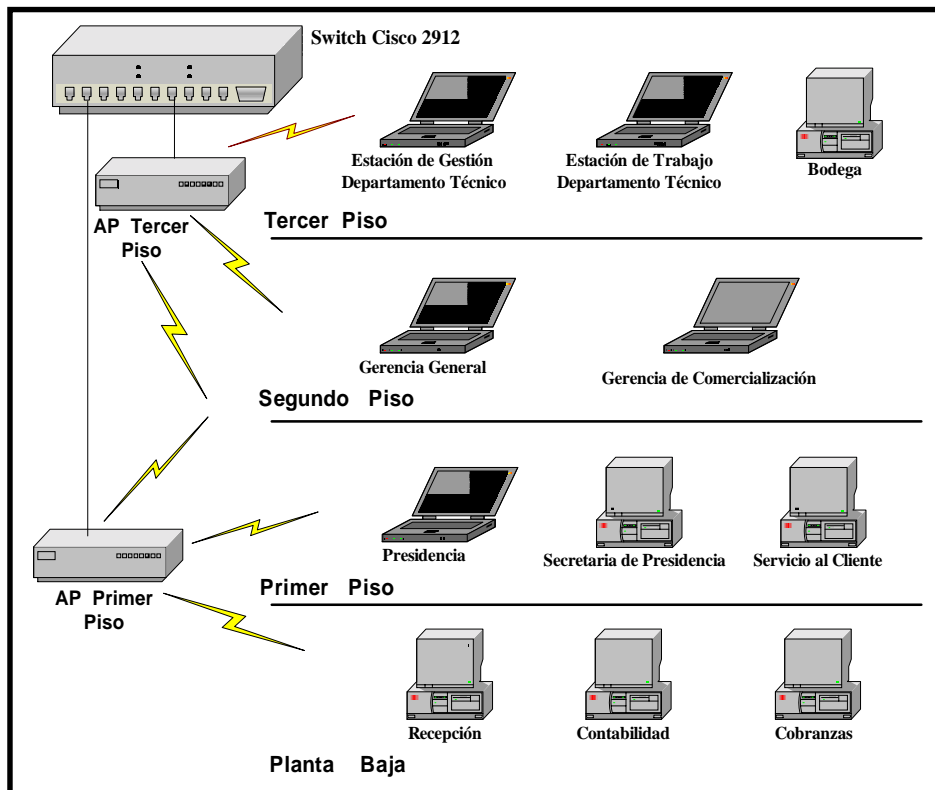 Switch Cisco 2912
Estación de Gestión
Departamento Técnico
Estación de Trabajo
Departamento Técnico
Bodega
AP Tercer
Piso
Tercer Piso
Gerencia General
Gerencia de Comercialización
Segundo Piso
Presidencia
Secretaria de Presidencia
Servicio al Cliente
AP Primer
Piso
Primer Piso
Recepción
Contabilidad
Cobranzas
Planta Baja